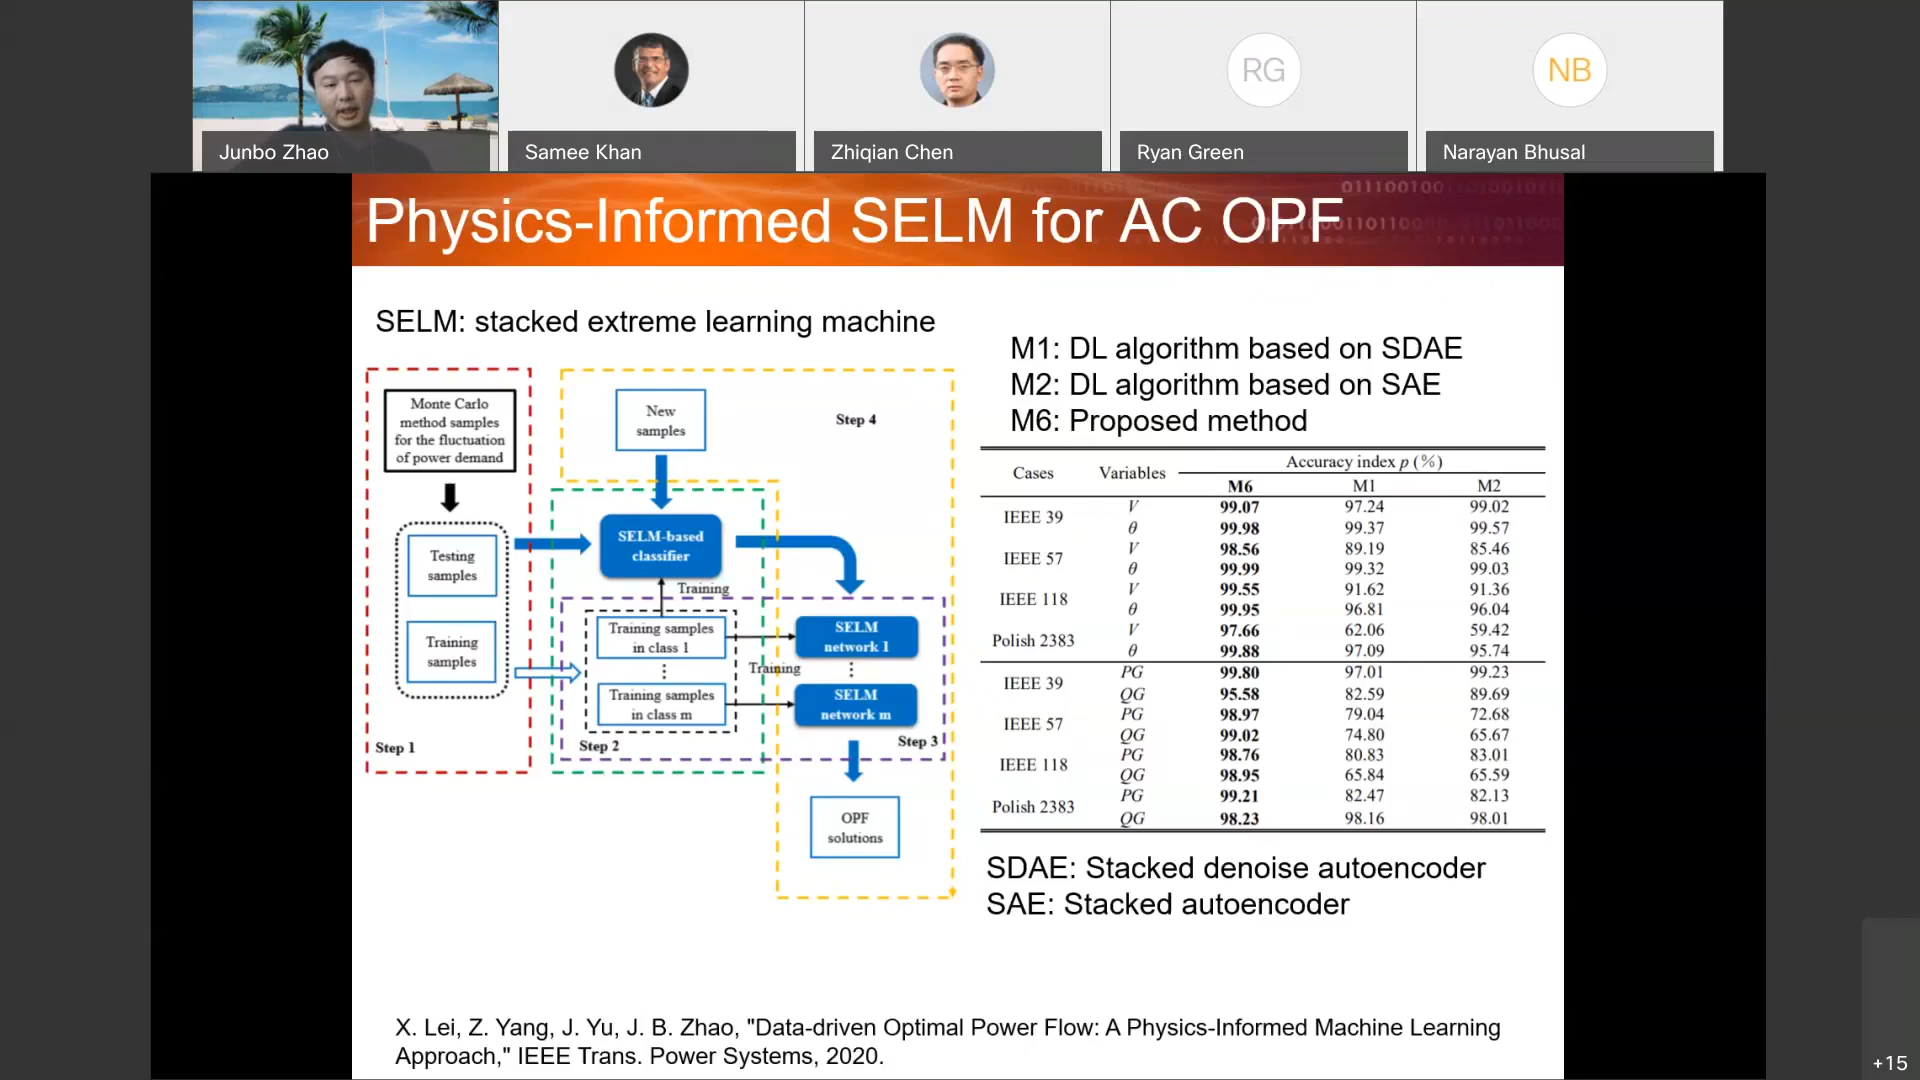 Junbo Zhao
Samee Khan
Zhiqian Chen
RG
Ryan Green
NB
Narayan Bhusal
Physics-Informed SELM for AC OPF
SELM: stacked extreme learning machine
Monte Carlo
method samples
for the fluctuation
of power demand
Testing
samples
Training
samples
Step 1
New
samples
Step 4
SELM-based
classifier
Training
Training samples
in class 1
Training samples
in class m
Step 2
Training
SELM
network 1
SELM
network m
Step 3
OPF
solutions
M1: DL algorithm based on SDAE
M2: DL algorithm based on SAE
M6: Proposed method
Cases Variables Accuracy index p (%)
M6 M1 M2
IEEE 39 V 99.07 97.24 99.02
θ 99.98 99.37 99.57
IEEE 57 V 98.56 89.19 85.46
θ 99.99 99.32 99.03
IEEE 118 V 99.55 91.62 91.36
θ 99.95 96.81 96.04
Polish 2383 V 97.66 62.06 59.42
θ 99.88 97.09 95.74
IEEE 39 PG 99.80 97.01 99.23
QG 95.58 82.59 89.69
IEEE 57 PG 98.97 79.04 72.68
QG 99.02 74.80 65.67
IEEE 118 PG 98.76 80.83 83.01
QG 98.95 65.84 65.59
Polish 2383 PG 99.21 82.47 82.13
QG 98.23 98.16 98.01
SDAE: Stacked denoise autoencoder
SAE: Stacked autoencoder
X. Lei, Z. Yang, J. Yu, J. B. Zhao, "Data-driven Optimal Power Flow: A Physics-Informed Machine Learning
Approach," IEEE Trans. Power Systems, 2020.
+15